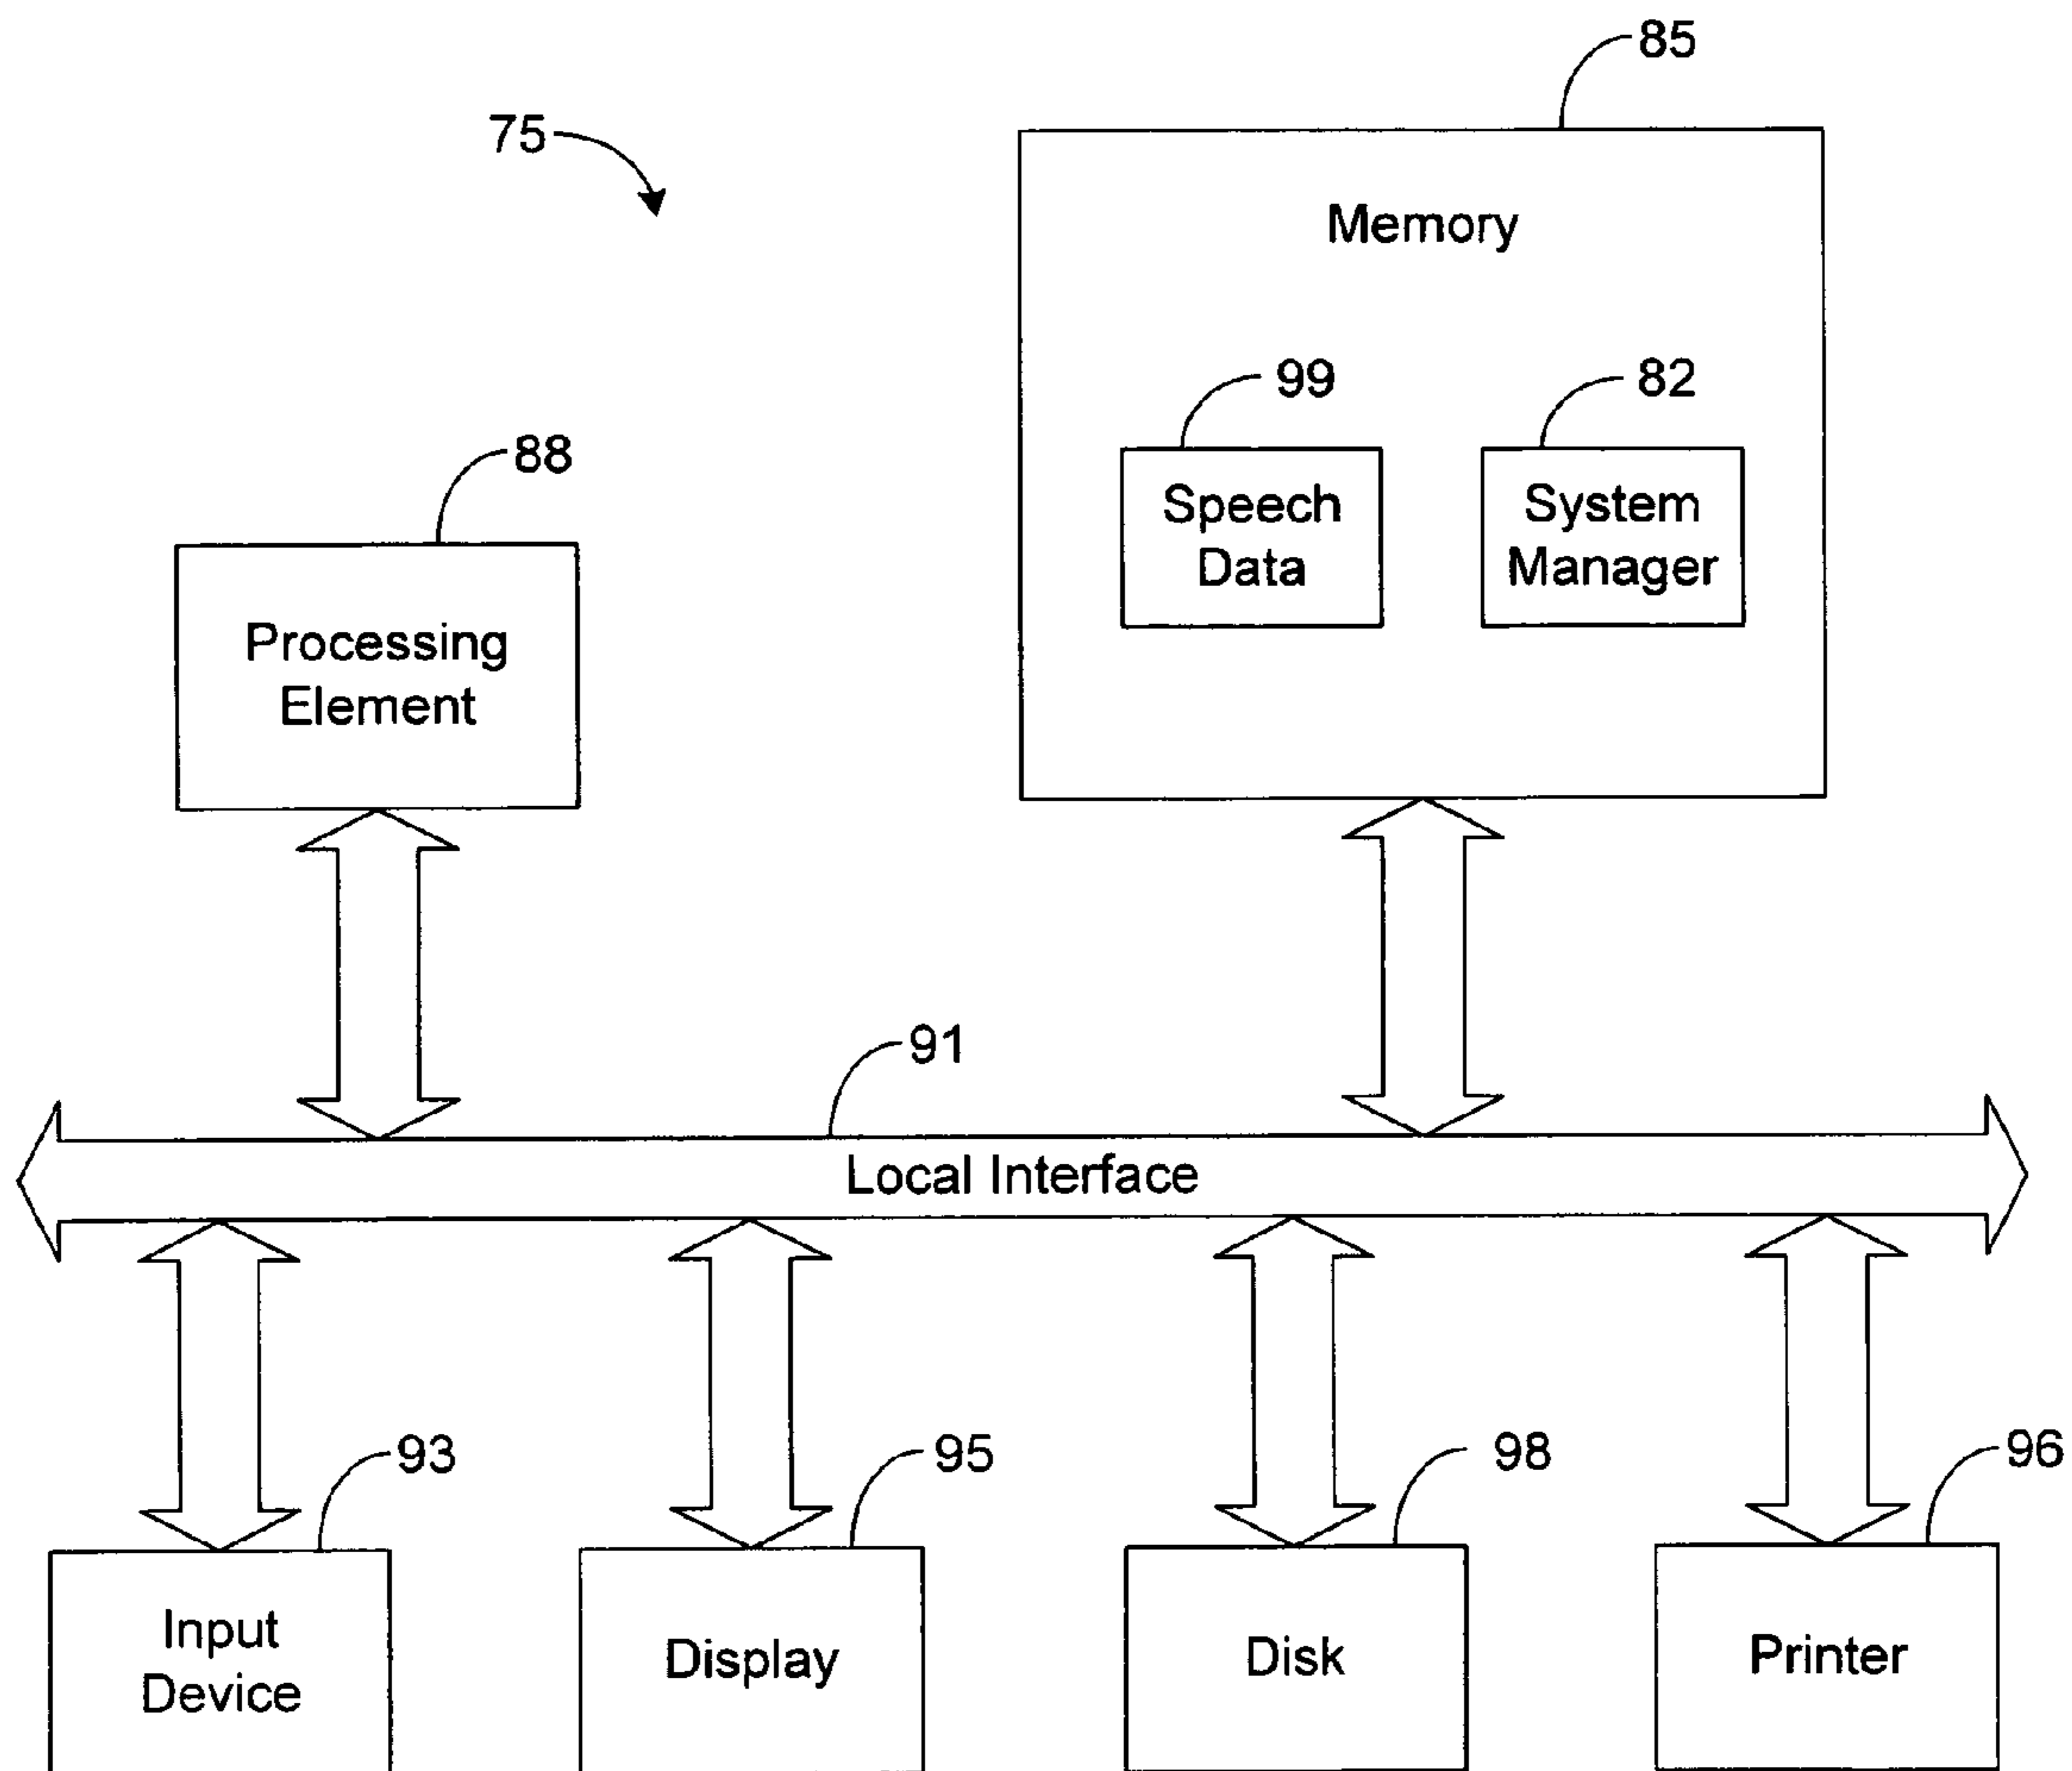 85
75
Memory
99
82
Speech
Data
System
Manager
88
Processing
Element
91
Local Interface
93
95
98
96
Input
Device
Display
Disk
Printer